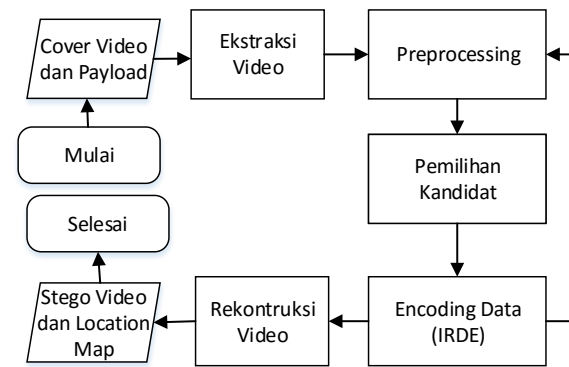 Cover Video
dan Payload
Ekstraksi
Video
Preprocessing
Mulai
Pemilihan
Kandidat
Selesai
Stego Video
dan Location
Map
Rekontruksi
Video
Encoding Data
(IRDE)